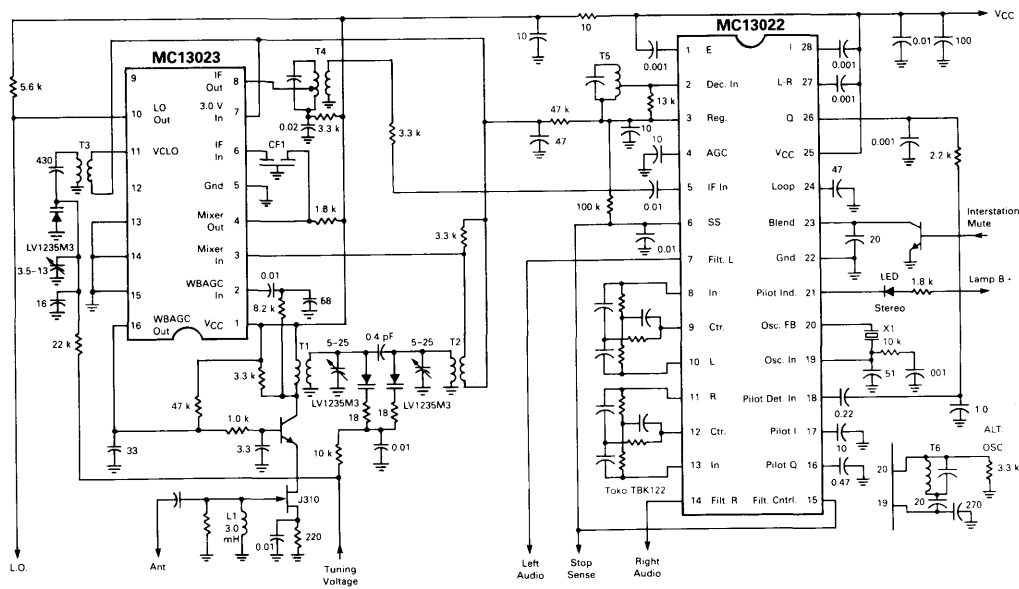 VCC
10
10
0.01
100
MC13023
5.6 k
9
10
LO
Out
11
VCLO
12
13
14
15
16
WBAGC
Out
IF
Out
8
3.0 V
In
7
IF
In
6
Gnd
5
Mixer
Out
4
Mixer
In
3
WBAGC
In
2
VCC
1
T4
0.02
3.3 k
CF1
1.8 k
3.3 k
3.3 k
0.01
8.2 k
68
T3
430
LV1235M3
3.5–13
16
22 k
T1
5–25
0.4 pF
5–25
T2
LV1235M3
LV1235M3
18
18
0.01
10 k
3.3 k
47 k
1.0 k
33
3.3
J310
L1
3.0
mH
0.01
220
L.O.
Ant
Tuning
Voltage
MC13022
1
E
2
Dec. In
3
Reg.
4
AGC
5
IF In
6
SS
7
Filt. L
8
In
9
Ctr.
10
L
11
R
12
Ctr.
13
In
14
Filt. R
I
28
L-R
27
Q
26
VCC
25
Loop
24
Blend
23
Gnd
22
Pilot Ind.
21
Osc. FB
20
Osc. In
19
Pilot Det. In
18
Pilot I
17
Pilot Q
16
Filt. Cntrl.
15
0.001
T5
13 k
47 k
47
10
10
0.01
100 k
0.01
Toko TBK122
0.001
0.001
0.001
2.2 k
47
20
Interstation
Mute
LED
1.8 k
Lamp B -
Stereo
X1
10 k
51
.001
0.22
1.0
10
0.47
ALT.
OSC.
20
T6
3.3 k
19
20
270
Left
Audio
Stop
Sense
Right
Audio